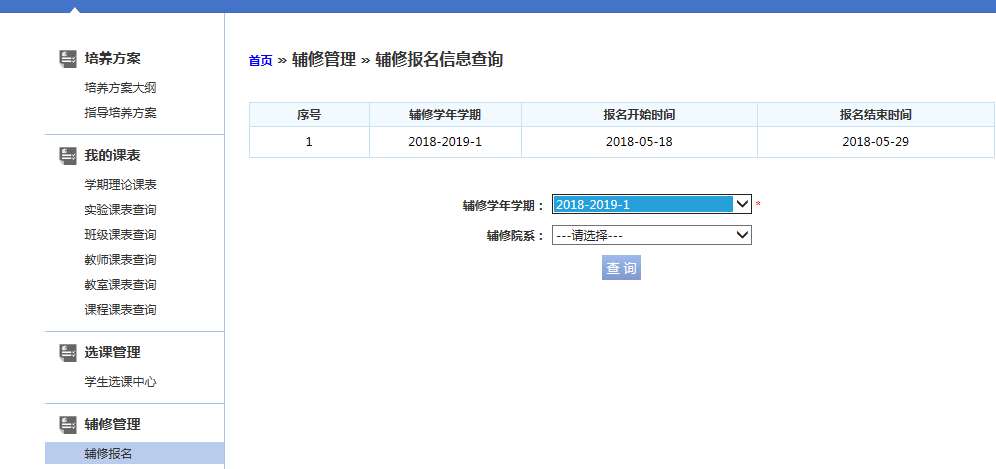 培养方案
培养方案大纲
指导培养方案
我的课表
学期理论课表
实验课表查询
班级课表查询
教师课表查询
教室课表查询
课程课表查询
选课管理
学生选课中心
辅修管理
辅修报名
首页 » 辅修管理 » 辅修报名信息查询
序号 辅修学年学期 报名开始时间 报名结束时间
1 2018-2019-1 2018-05-18 2018-05-29
辅修学年学期： 2018-2019-1 *
辅修院系： ---请选择---
查询